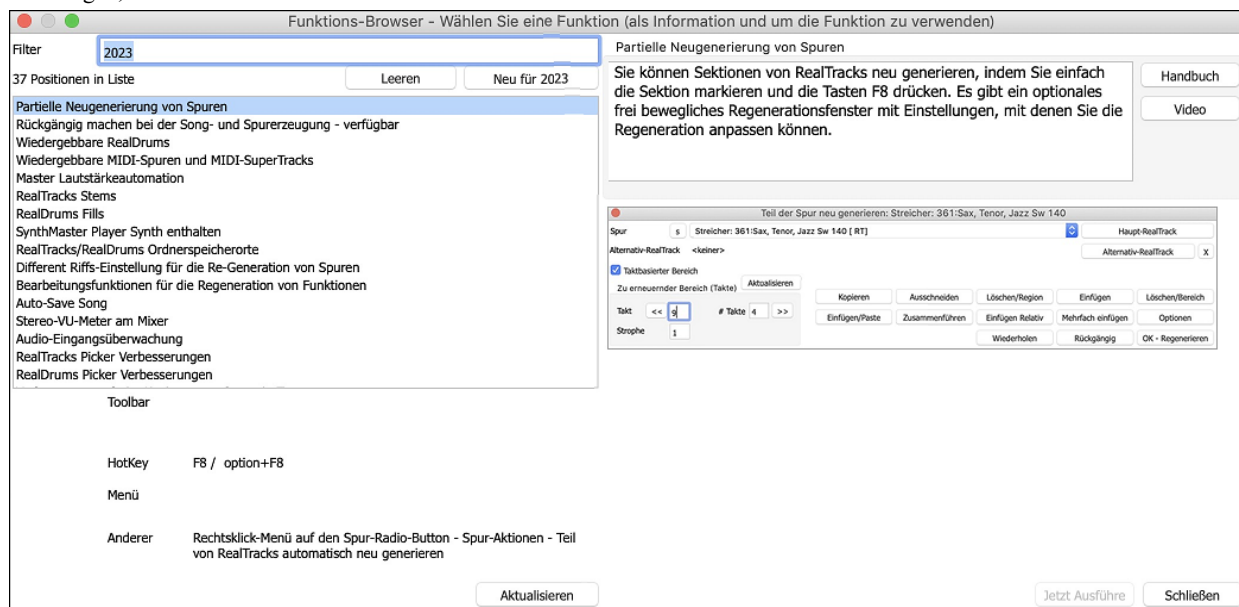 Funktions-Browser - Wählen Sie eine Funktion (als Information und um die Funktion zu verwenden)
Filter
2023
37 Positionen in Liste
Leeren
Neu für 2023
Partielle Neugenerierung von Spuren
Rückgängig machen bei der Song- und Spurerzeugung - verfügbar
Wiedergebbare RealDrums
Wiedergebbare MIDI-Spuren und MIDI-SuperTracks
Master Lautstärkeautomation
RealTracks Stems
RealDrums Fills
SynthMaster Player Synth enthalten
RealTracks/RealDrums Ordnerspeicherorte
Different Riffs-Einstellung für die Re-Generation von Spuren
Bearbeitungsfunktionen für die Regeneration von Funktionen
Auto-Save Song
Stereo-VU-Meter am Mixer
Audio-Eingangsüberwachung
RealTracks Picker Verbesserungen
RealDrums Picker Verbesserungen
Toolbar
HotKey F8 / option+F8
Menü
Anderer Rechtsklick-Menü auf den Spur-Radio-Button - Spur-Aktionen - Teil
von RealTracks automatisch neu generieren
Aktualisieren
Partielle Neugenerierung von Spuren
Sie können Sektionen von RealTracks neu generieren, indem Sie einfach
die Sektion markieren und die Tasten F8 drücken. Es gibt ein optionales
frei bewegliches Regenerationsfenster mit Einstellungen, mit denen Sie die
Regeneration anpassen können.
Handbuch
Video
Teil der Spur neu generieren: Streicher: 361:Sax, Tenor, Jazz Sw 140
Spur s Streicher: 361:Sax, Tenor, Jazz Sw 140 [ RT] Haupt-RealTrack
Alternativ-RealTrack <keiner> Alternativ-RealTrack X
Taktbasierter Bereich
Zu erneuernder Bereich (Takte) Aktualisieren
Takt << 9 # Takte 4 >>
Strophe 1
Kopieren Ausschneiden Löschen/Region Einfügen Löschen/Bereich
Einfügen/Paste Zusammenführen Einfügen Relativ Mehrfach einfügen Optionen
Wiederholen Rückgängig OK - Regenerieren
Jetzt Ausführe
Schließen